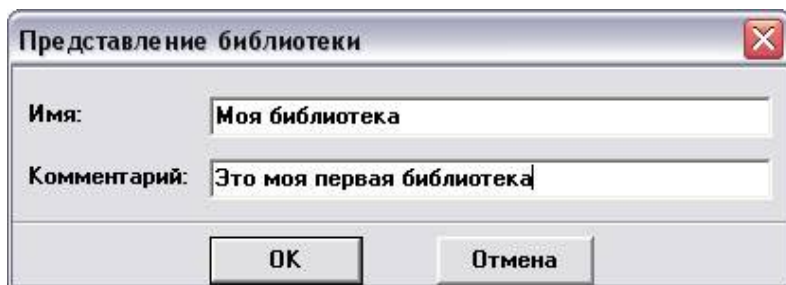 Представление библиотеки
Имя: Моя библиотека
Комментарий: Это моя первая библиотека
OK Отмена